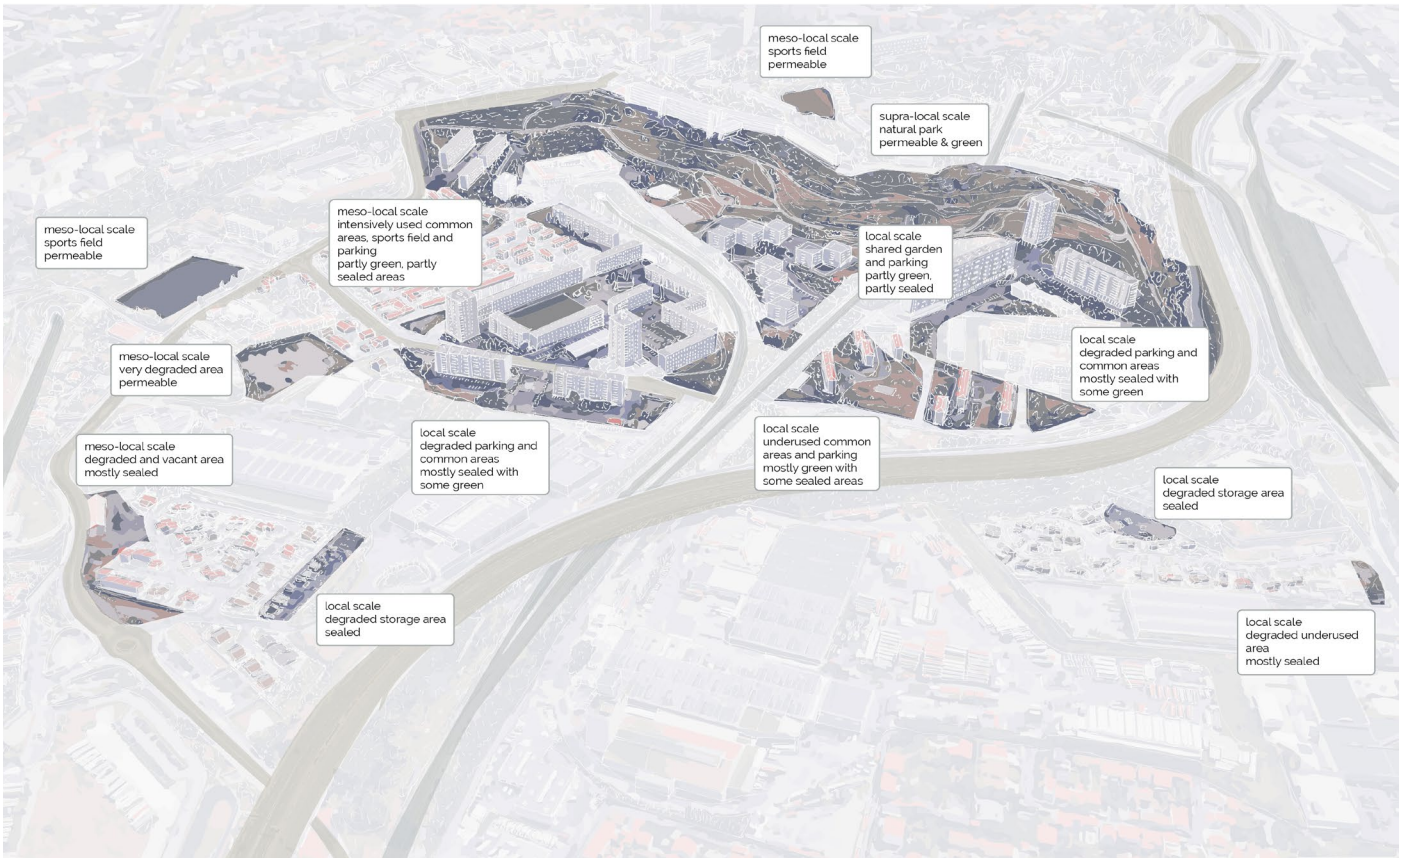 meso-local scale
sports field
permeable
supra-local scale
natural park
permeable & green
meso-local scale
intensively used common
areas, sports field and
parking
partly green, partly
sealed areas
meso-local scale
sports field
permeable
local scale
shared garden
and parking
partly green,
partly sealed
meso-local scale
very degraded area
permeable
local scale
degraded parking and
common areas
mostly sealed with
some green
meso-local scale
degraded and vacant area
mostly sealed
local scale
degraded parking and
common areas
mostly sealed with
some green
local scale
underused common
areas and parking
mostly green with
some sealed areas
local scale
degraded storage area
sealed
local scale
degraded storage area
sealed
local scale
degraded underused
area
mostly sealed